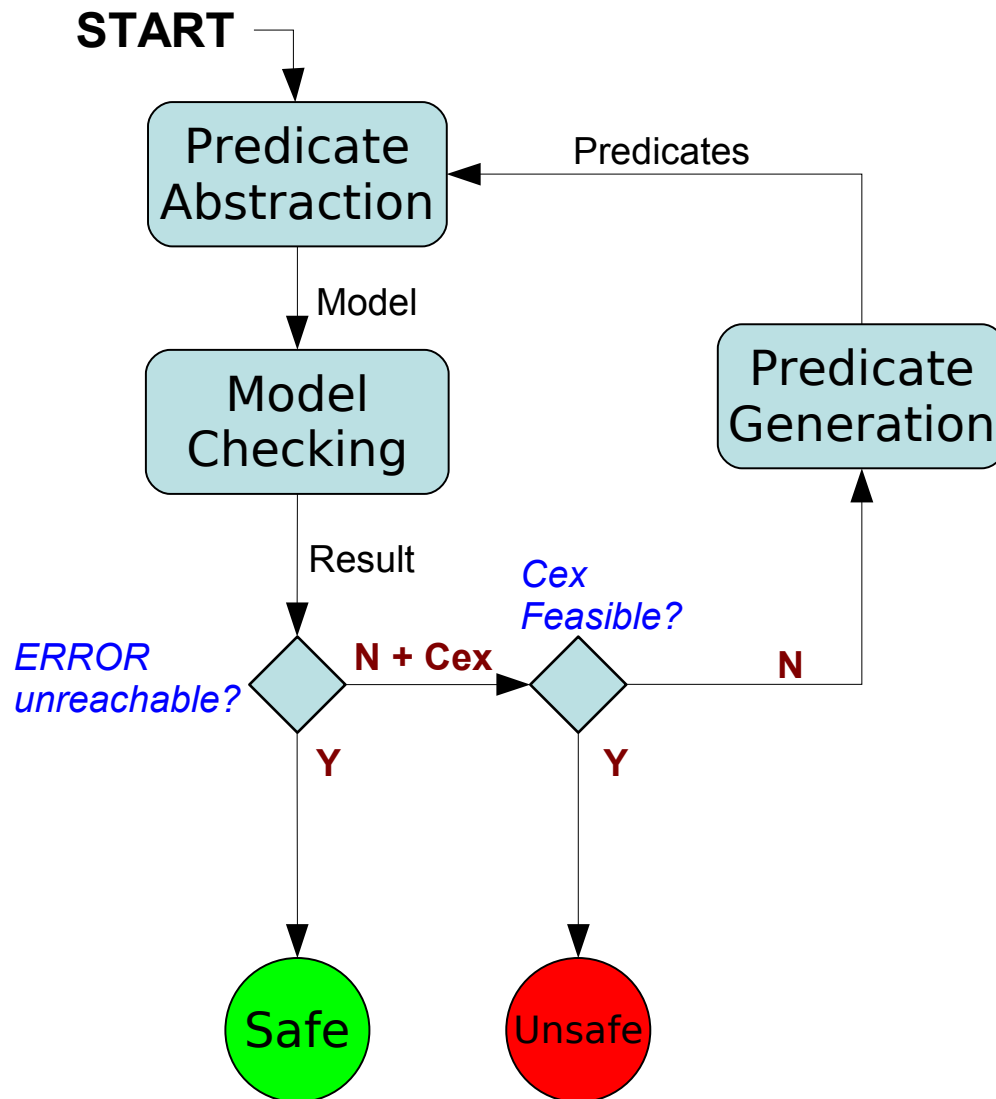 START
Predicate
Abstraction
Predicates
Model
Model
Checking
Predicate
Generation
Result
Cex
Feasible?
ERROR
unreachable?
N + Cex
N
Y
Y
Safe
Unsafe